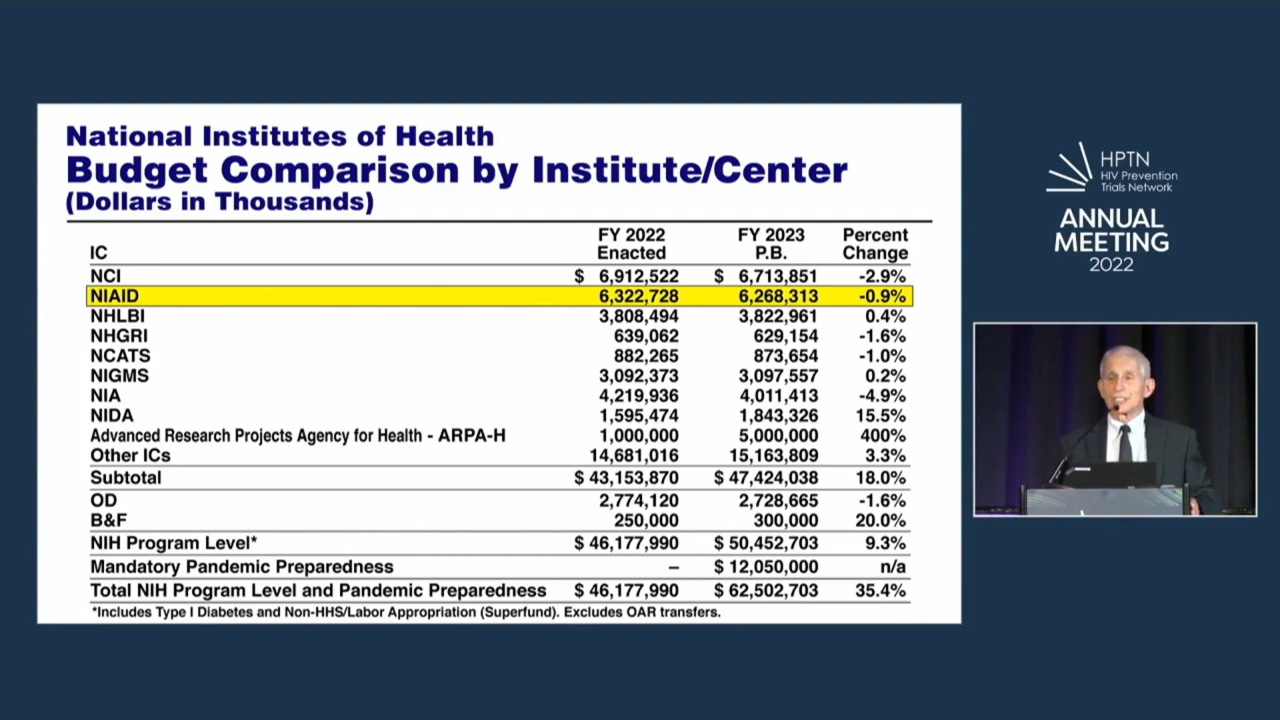 National Institutes of Health
Budget Comparison by Institute/Center
(Dollars in Thousands)
IC FY 2022 Enacted FY 2023 P.B. Percent Change
NCI $ 6,912,522 $ 6,713,851 -2.9%
NIAID 6,322,728 6,268,313 -0.9%
NHLBI 3,808,494 3,822,961 0.4%
NHGRI 639,062 629,154 -1.6%
NCATS 882,265 873,654 -1.0%
NIGMS 3,092,373 3,097,557 0.2%
NIA 4,219,936 4,011,413 -4.9%
NIDA 1,595,474 1,843,326 15.5%
Advanced Research Projects Agency for Health - ARPA-H 1,000,000 5,000,000 400%
Other ICs 14,681,016 15,163,809 3.3%
Subtotal $ 43,153,870 $ 47,424,038 18.0%
OD 2,774,120 2,728,665 -1.6%
B&F 250,000 300,000 20.0%
NIH Program Level* $ 46,177,990 $ 50,452,703 9.3%
Mandatory Pandemic Preparedness – $ 12,050,000 n/a
Total NIH Program Level and Pandemic Preparedness $ 46,177,990 $ 62,502,703 35.4%
*Includes Type I Diabetes and Non-HHS/Labor Appropriation (Superfund). Excludes OAR transfers.
HPTN
HIV Prevention
Trials Network
ANNUAL
MEETING
2022